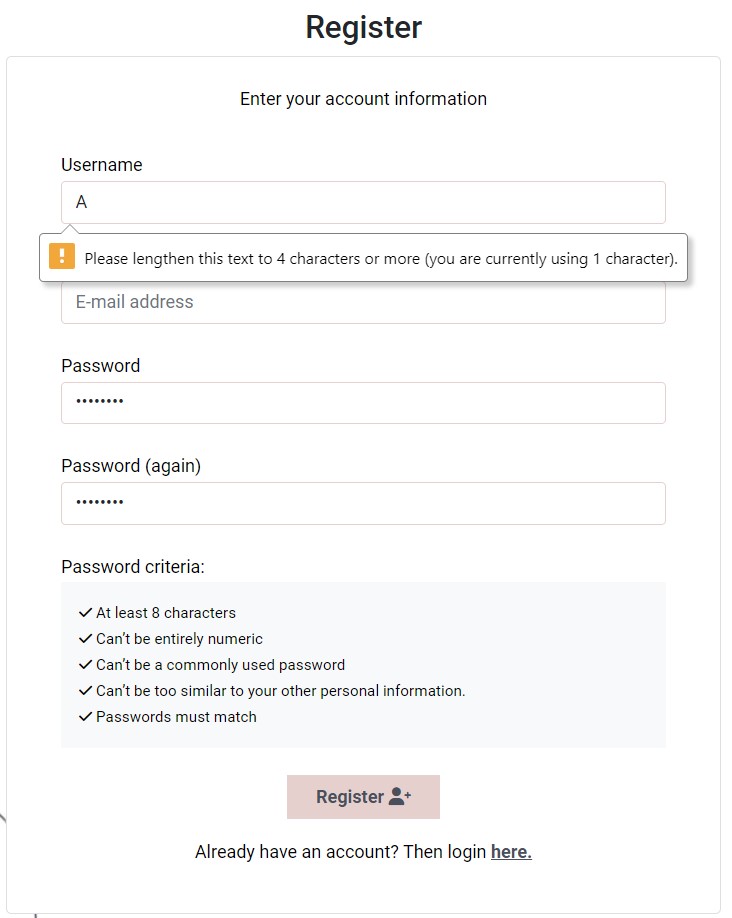 Register
Enter your account information
Username
A
Please lengthen this text to 4 characters or more (you are currently using 1 character).
E-mail address
Password
••••••••
Password (again)
••••••••
Password criteria:
At least 8 characters
Can’t be entirely numeric
Can’t be a commonly used password
Can’t be too similar to your other personal information.
Passwords must match
Register
Already have an account? Then login here.